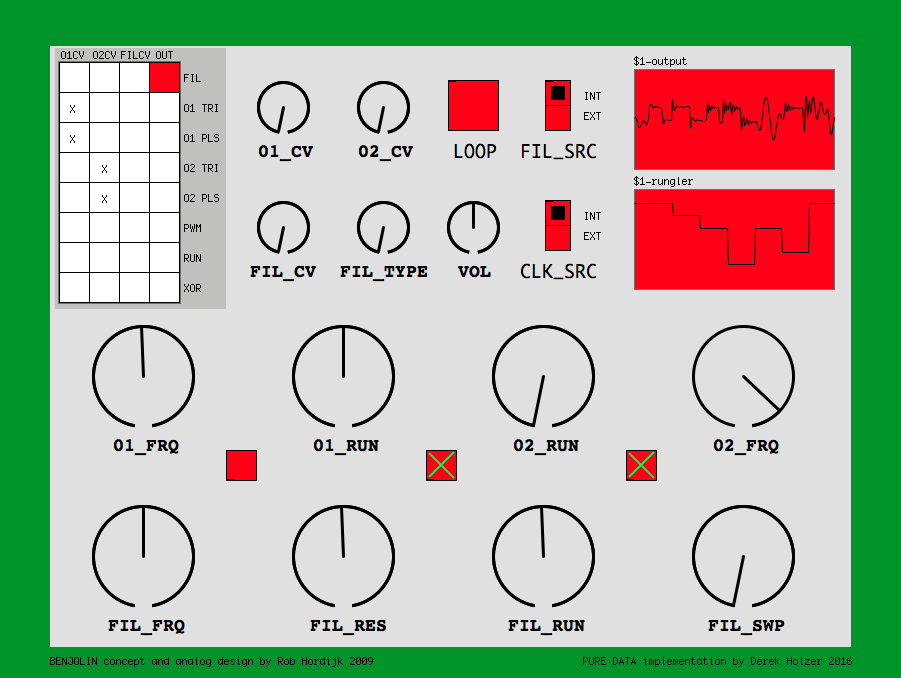 O1CV O2CV FILCV OUT
FIL
O1 TRI
X
O1 PLS
X
O2 TRI
X
O2 PLS
X
PWM
RUN
XOR
O1_CV
O2_CV
LOOP
FIL_SRC
INT
EXT
FIL_CV
FIL_TYPE
VOL
CLK_SRC
INT
EXT
$1-output
$1-rungler
O1_FRQ
O1_RUN
O2_RUN
O2_FRQ
FIL_FRQ
FIL_RES
FIL_RUN
FIL_SWP
BENJOLIN concept and analog design by Rob Hordijk 2009
PURE DATA implementation by Derek Holzer 2016